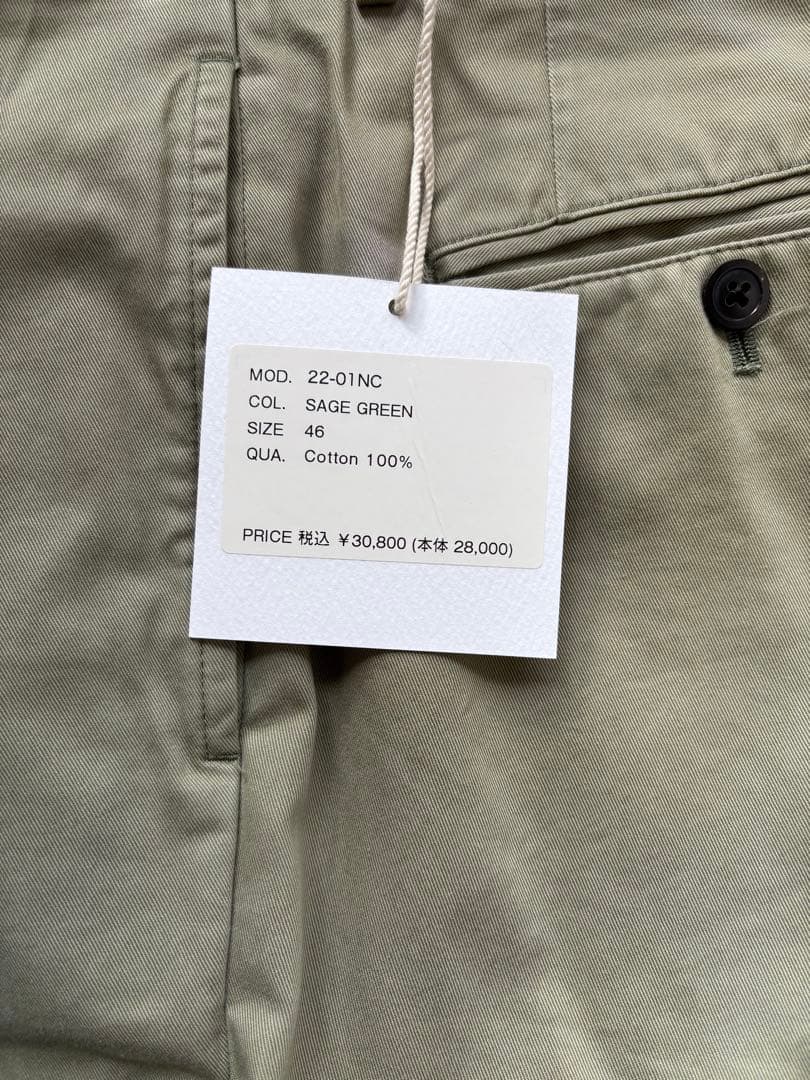 MOD. 22-01NC
COL. SAGE GREEN
SIZE 46
QUA. Cotton 100%
PRICE 税込 ¥30,800 (本体 28,000)